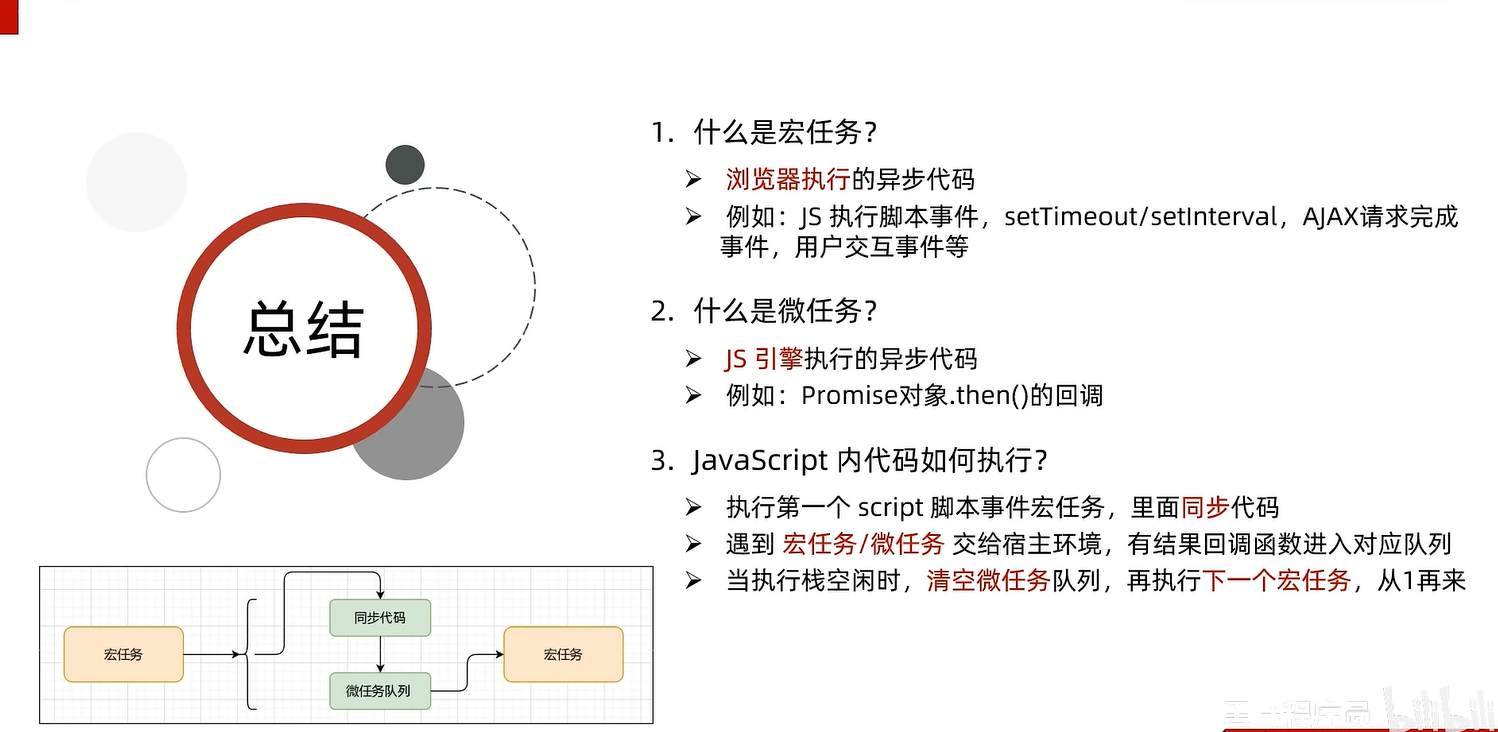 总结
1. 什么是宏任务？
➢ 浏览器执行的异步代码
➢ 例如：JS 执行脚本事件，setTimeout/setInterval，AJAX请求完成
事件，用户交互事件等
2. 什么是微任务？
➢ JS 引擎执行的异步代码
➢ 例如：Promise对象.then()的回调
3. JavaScript 内代码如何执行？
➢ 执行第一个 script 脚本事件宏任务，里面同步代码
➢ 遇到 宏任务/微任务 交给宿主环境，有结果回调函数进入对应队列
➢ 当执行栈空闲时，清空微任务队列，再执行下一个宏任务，从1再来
宏任务
同步代码
微任务队列
宏任务
程序员
bilibili